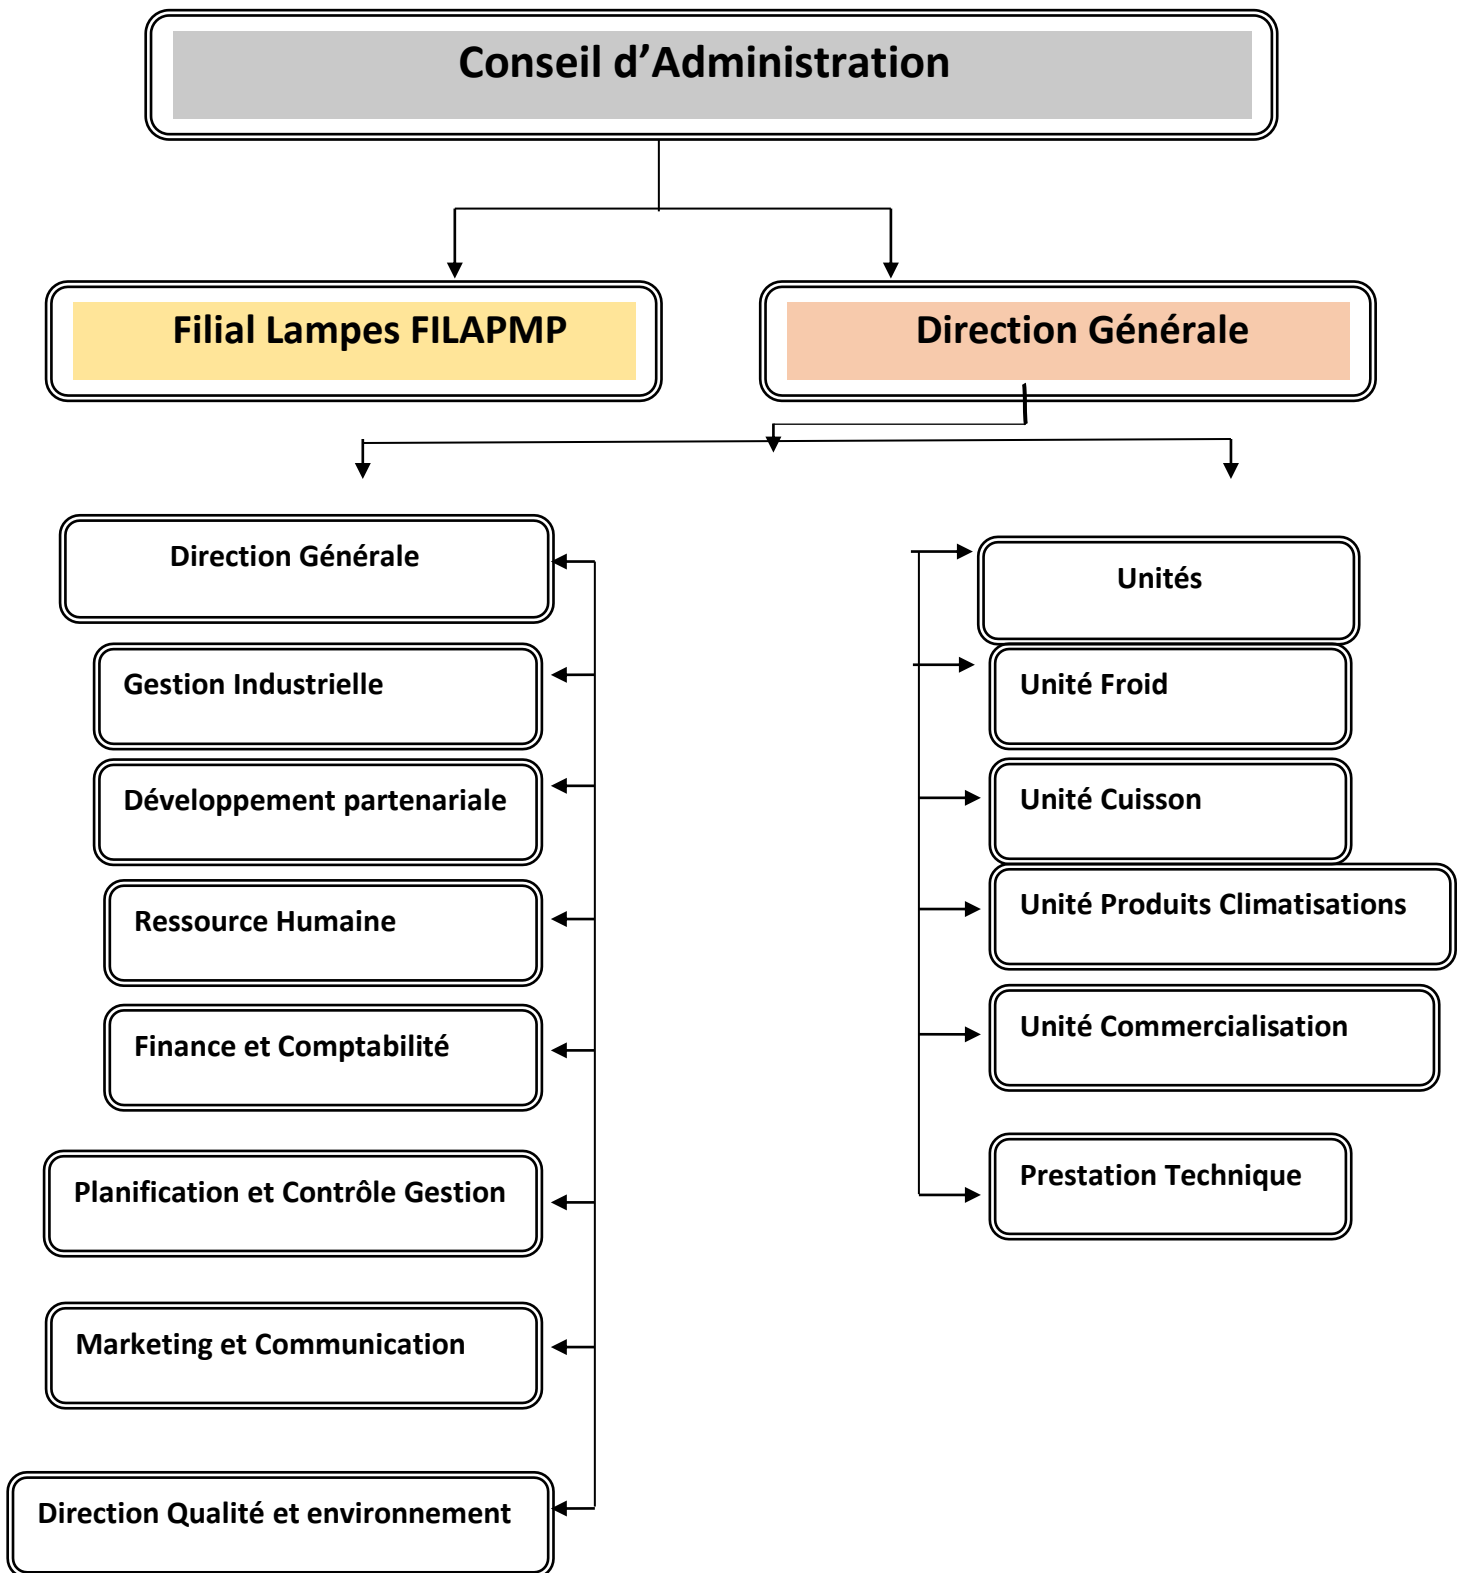 Conseil d’Administration
Filial Lampes FILAPMP
Direction Générale
Direction Générale
Gestion Industrielle
Développement partenariale
Ressource Humaine
Finance et Comptabilité
Planification et Contrôle Gestion
Marketing et Communication
Direction Qualité et environnement
Unités
Unité Froid
Unité Cuisson
Unité Produits Climatisations
Unité Commercialisation
Prestation Technique